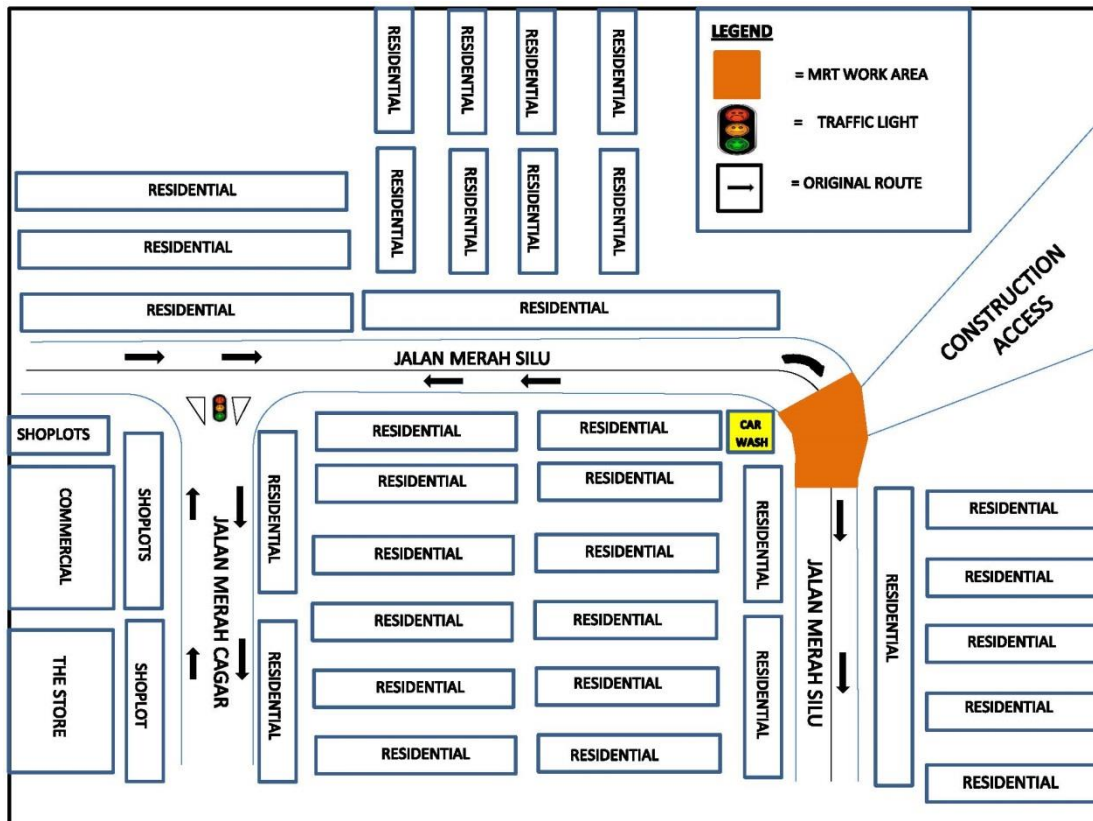 RESIDENTIAL
RESIDENTIAL
RESIDENTIAL
RESIDENTIAL
LEGEND
= MRT WORK AREA
= TRAFFIC LIGHT
= ORIGINAL ROUTE
RESIDENTIAL
RESIDENTIAL
RESIDENTIAL
RESIDENTIAL
RESIDENTIAL
RESIDENTIAL
RESIDENTIAL
RESIDENTIAL
CONSTRUCTION
ACCESS
JALAN MERAH SILU
SHOPLOTS
COMMERCIAL
THE STORE
SHOPLOTS
SHOPLOT
JALAN MERAH CAGAR
RESIDENTIAL
RESIDENTIAL
RESIDENTIAL
RESIDENTIAL
CAR
WASH
RESIDENTIAL
RESIDENTIAL
RESIDENTIAL
RESIDENTIAL
RESIDENTIAL
RESIDENTIAL
RESIDENTIAL
RESIDENTIAL
RESIDENTIAL
RESIDENTIAL
RESIDENTIAL
RESIDENTIAL
JALAN MERAH SILU
RESIDENTIAL
RESIDENTIAL
RESIDENTIAL
RESIDENTIAL
RESIDENTIAL
RESIDENTIAL